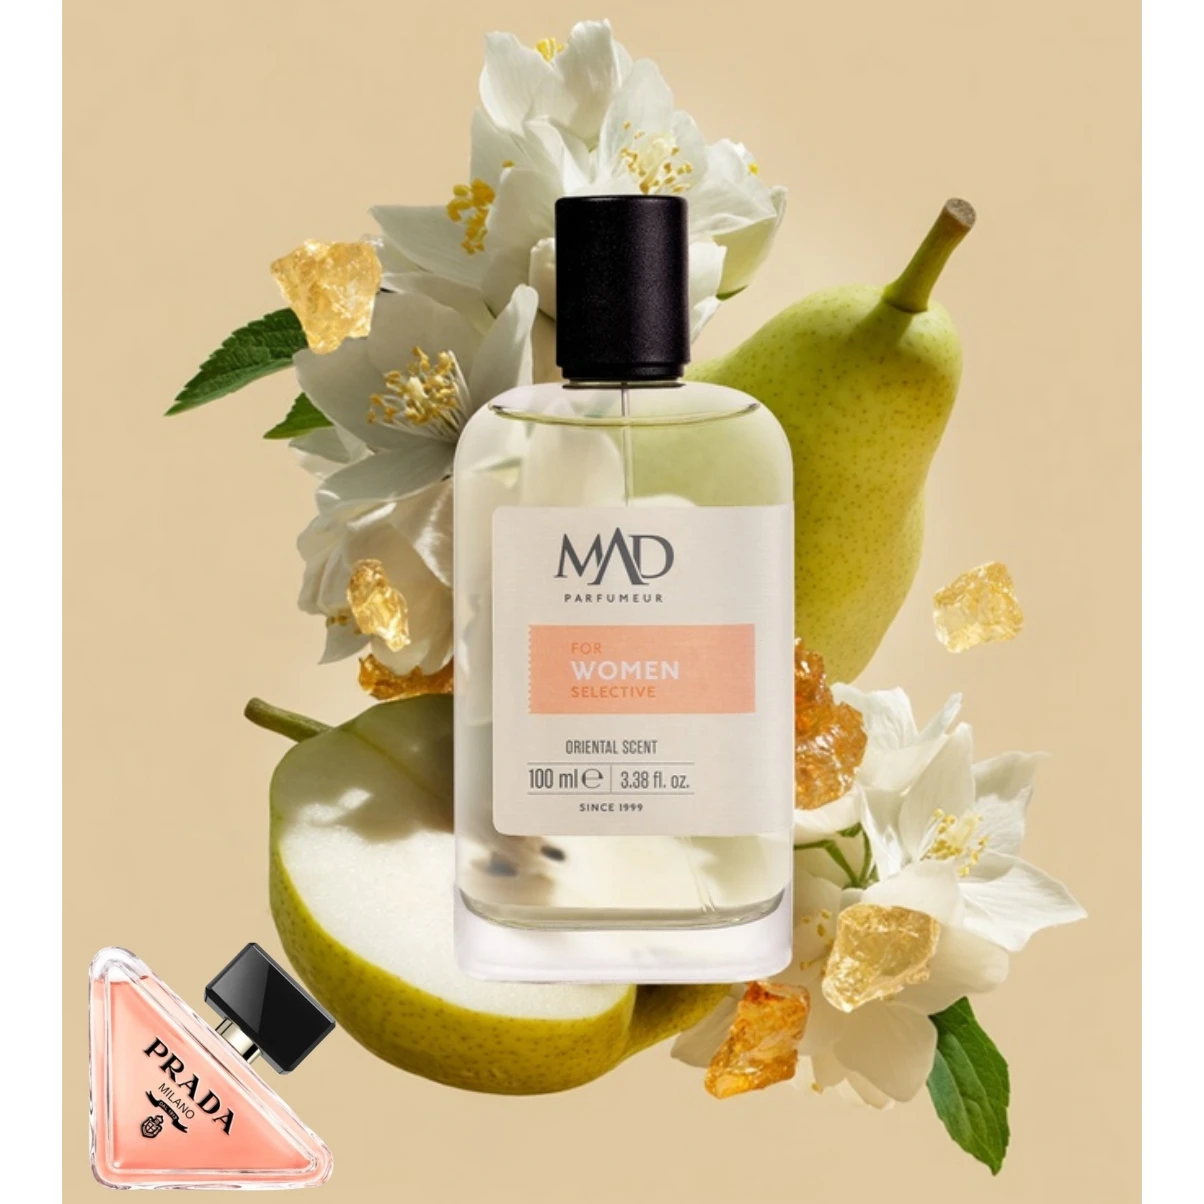 MAD
PARFUMEUR
FOR
WOMEN
SELECTIVE
ORIENTAL SCENT
100 ml ℮ 3.38 fl. oz.
SINCE 1999
PRADA
MILANO